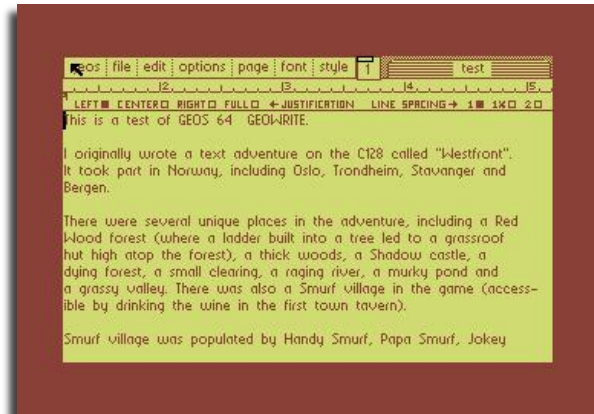 geos file edit options page font style 1 test
2 3 5
LEFT CENTER RIGHT FULL ←JUSTIFICATION LINE SPACING→ 1 1½ 2
This is a test of GEOS 64 GEOWRITE.
I originally wrote a text adventure on the C128 called "Westfront".
It took part in Norway, including Oslo, Trondheim, Stavanger and
Bergen.
There were several unique places in the adventure, including a Red
Wood forest (where a ladder built into a tree led to a grassroof
hut high atop the forest), a thick woods, a Shadow castle, a
dying forest, a small clearing, a raging river, a murky pond and
a grassy valley. There was also a Smurf village in the game (access-
ible by drinking the wine in the first town tavern).
Smurf village was populated by Handy Smurf, Papa Smurf, Jokey